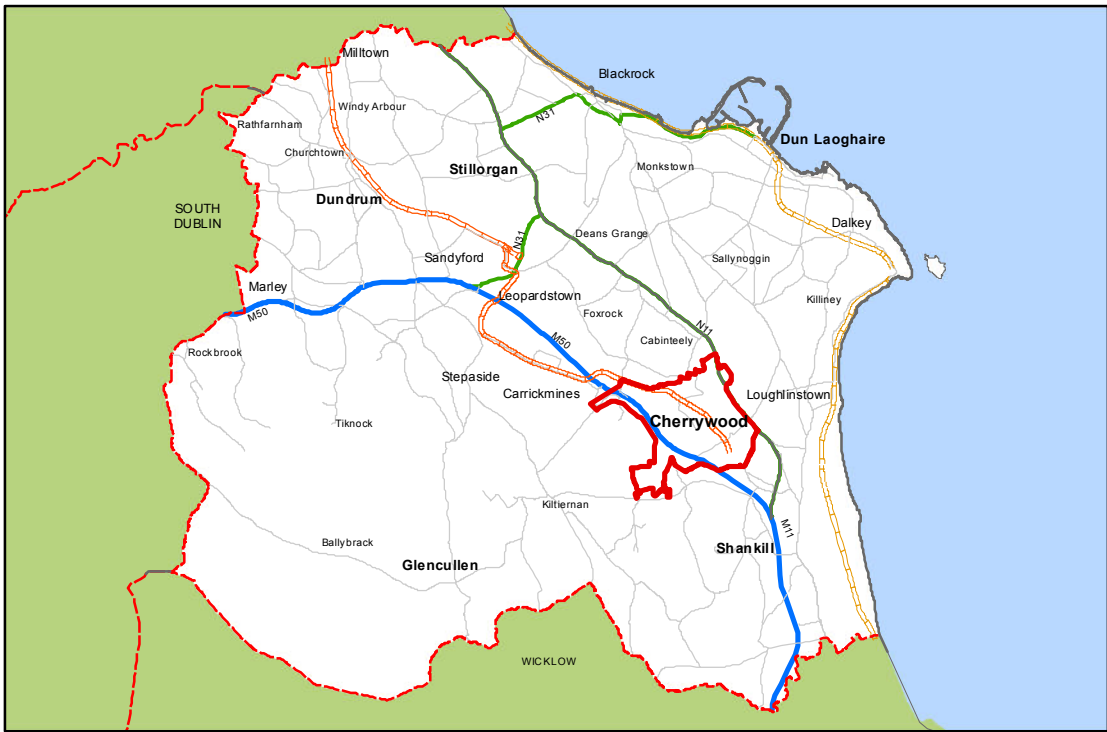 Milltown
Blackrock
Windy Arbour
N31
Rathfarnham
Dun Laoghaire
Churchtown
Stillorgan
Monkstown
Dundrum
SOUTH
DUBLIN
Dalkey
Deans Grange
N31
Sandyford
Sallynoggin
Marley
Leopardstown
Killiney
M50
Foxrock
N11
M50
Cabinteely
Rockbrook
Stepaside
Carrickmines
Loughlinstown
Tiknock
Cherrywood
Kiltiernan
M11
Ballybrack
Shankill
Glencullen
WICKLOW